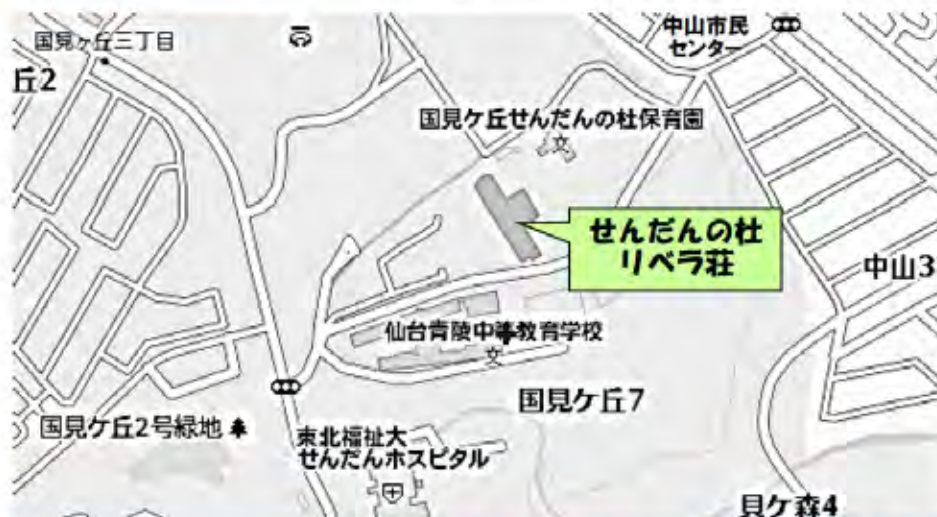 国見ヶ丘三丁目
丘2
中山市民
センター
国見ケ丘せんだんの杜保育園
せんだんの杜
リベラ荘
中山3
仙台青陵中等教育学校
国見ケ丘7
国見ケ丘2号緑地
東北福祉大
せんだんホスピタル
貝ケ森4